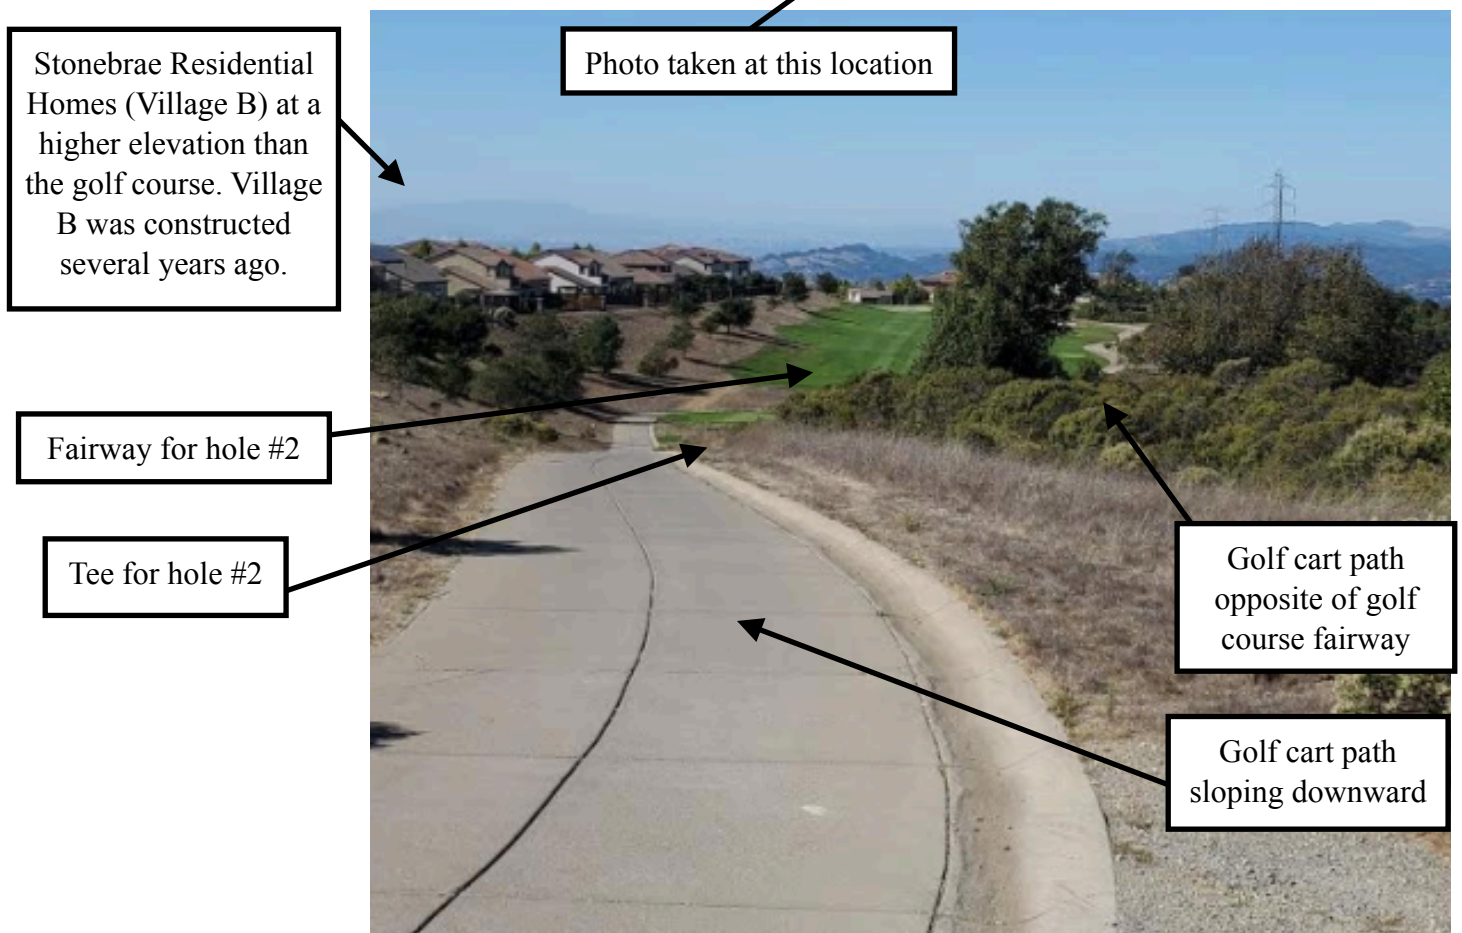 Stonebrae Residential
Homes (Village B) at a
higher elevation than
the golf course. Village
B was constructed
several years ago.
Photo taken at this location
Fairway for hole #2
Tee for hole #2
Golf cart path
opposite of golf
course fairway
Golf cart path
sloping downward